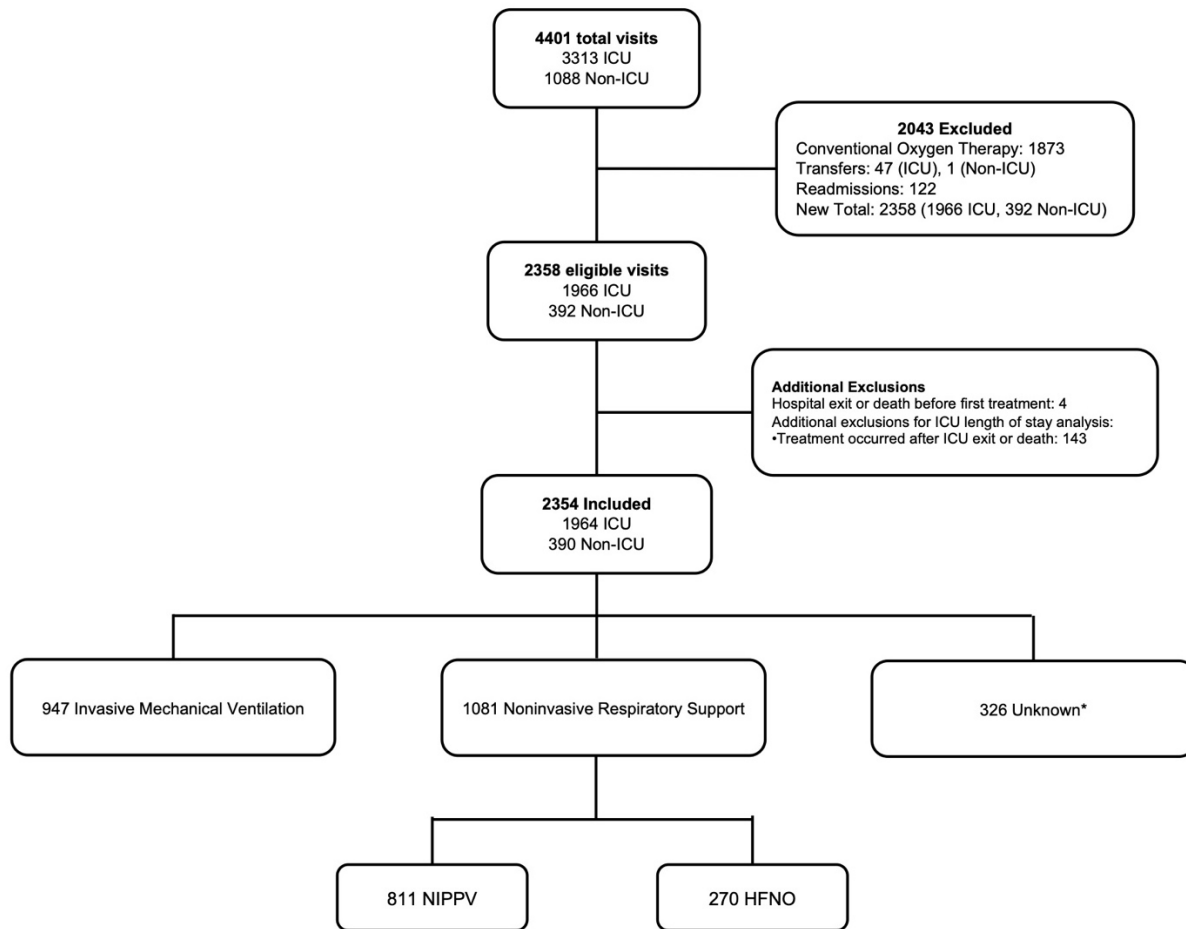 4401 total visits
3313 ICU
1088 Non-ICU
2043 Excluded
Conventional Oxygen Therapy: 1873
Transfers: 47 (ICU), 1 (Non-ICU)
Readmissions: 122
New Total: 2358 (1966 ICU, 392 Non-ICU)
2358 eligible visits
1966 ICU
392 Non-ICU
Additional Exclusions
Hospital exit or death before first treatment: 4
Additional exclusions for ICU length of stay analysis:
•Treatment occurred after ICU exit or death: 143
2354 Included
1964 ICU
390 Non-ICU
947 Invasive Mechanical Ventilation
1081 Noninvasive Respiratory Support
326 Unknown*
811 NIPPV
270 HFNO